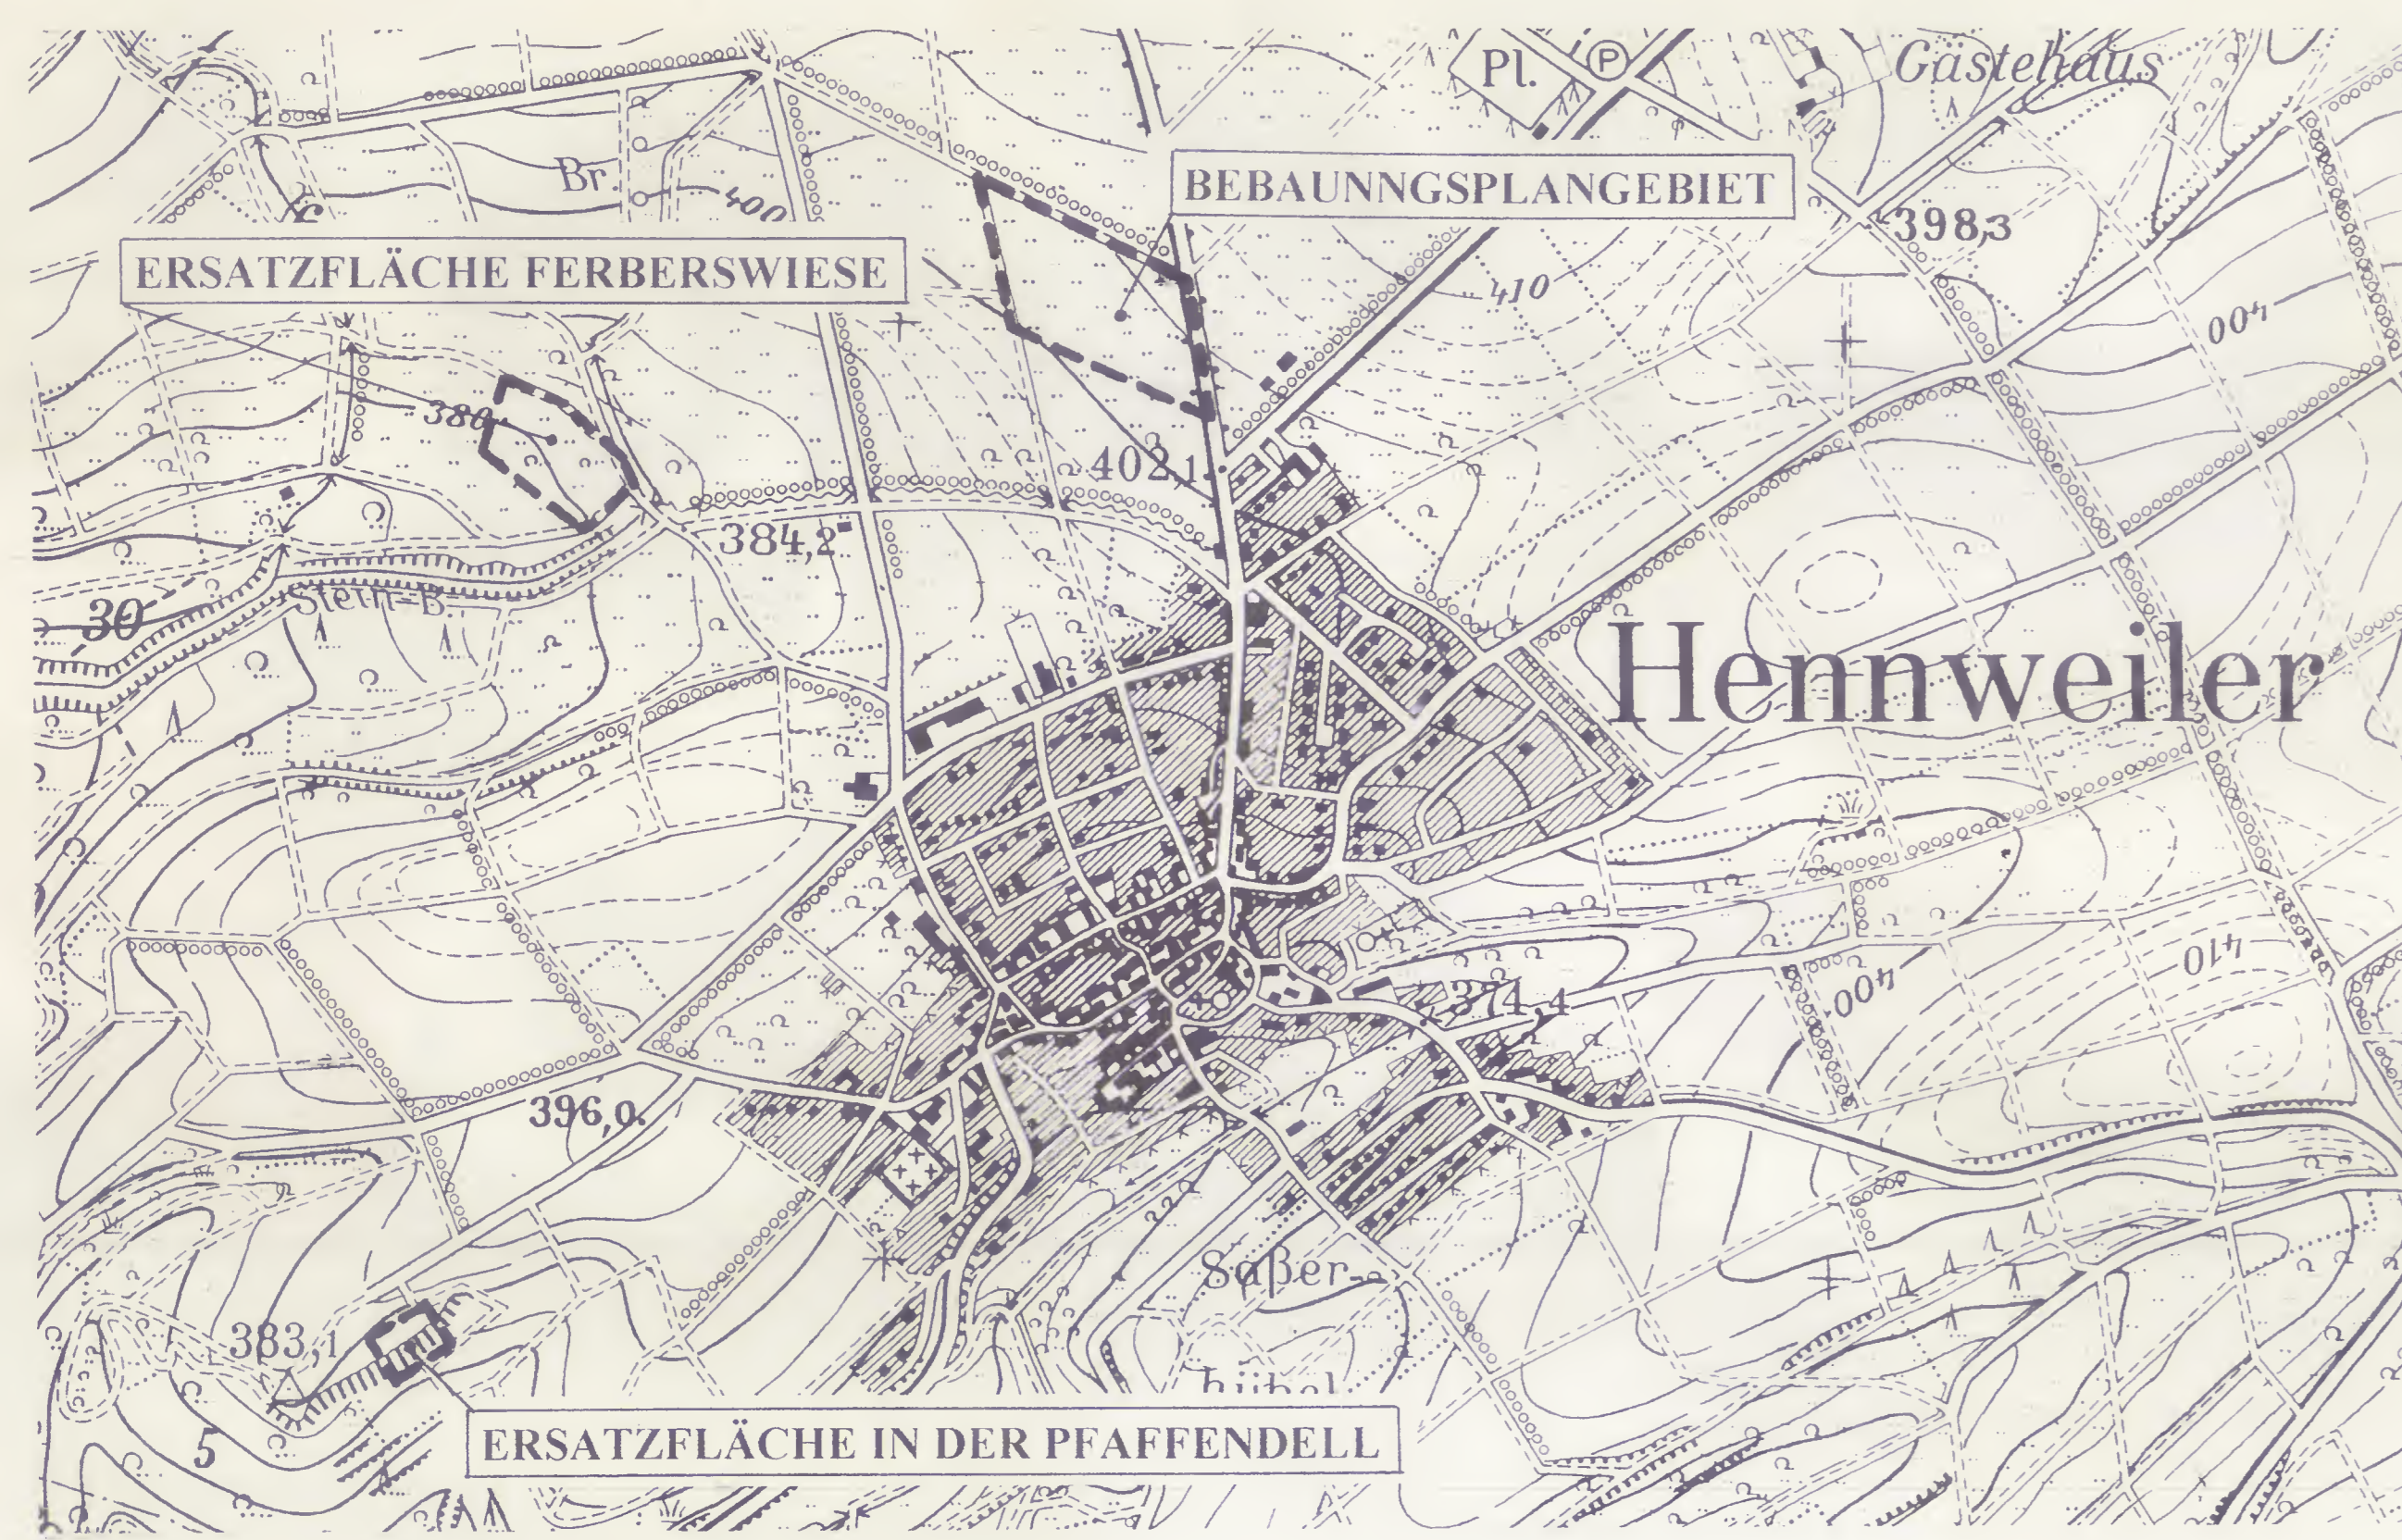 Pl.
P
Gästehaus
Br.
400
BEBAUNNGSPLANGEBIET
398,3
ERSATZFLÄCHE FERBERSWIESE
410
400
380
402,1
384,2
30
Stein-B.
Hennweiler
410
400
374,4
396,0
Saßer-
hübel
383,1
5
ERSATZFLÄCHE IN DER PFAFFENDELL